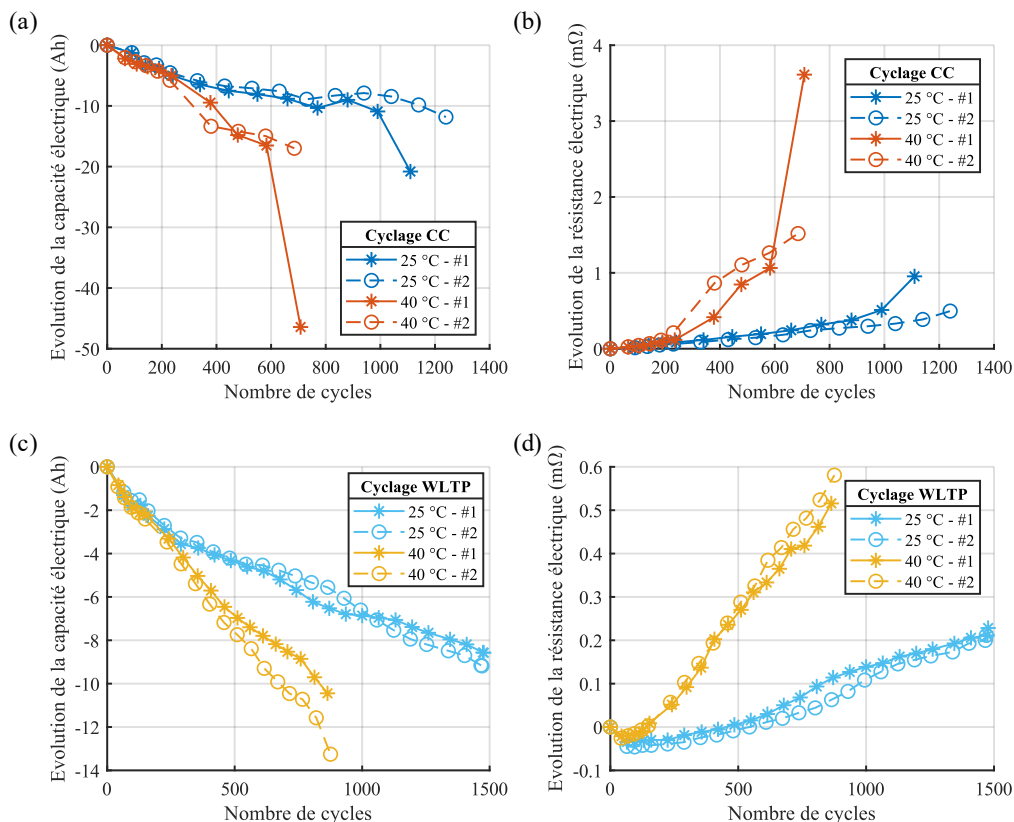 (a)
Evolution de la capacité électrique (Ah)
0
-10
-20
-30
-40
-50
0 200 400 600 800 1000 1200 1400
Nombre de cycles
Cyclage CC
25 °C - #1
25 °C - #2
40 °C - #1
40 °C - #2
(b)
Evolution de la résistance électrique (mΩ)
4
3
2
1
0
0 200 400 600 800 1000 1200 1400
Nombre de cycles
Cyclage CC
25 °C - #1
25 °C - #2
40 °C - #1
40 °C - #2
(c)
Evolution de la capacité électrique (Ah)
0
-2
-4
-6
-8
-10
-12
-14
0 500 1000 1500
Nombre de cycles
Cyclage WLTP
25 °C - #1
25 °C - #2
40 °C - #1
40 °C - #2
(d)
Evolution de la résistance électrique (mΩ)
0.6
0.5
0.4
0.3
0.2
0.1
0
-0.1
0 500 1000 1500
Nombre de cycles
Cyclage WLTP
25 °C - #1
25 °C - #2
40 °C - #1
40 °C - #2